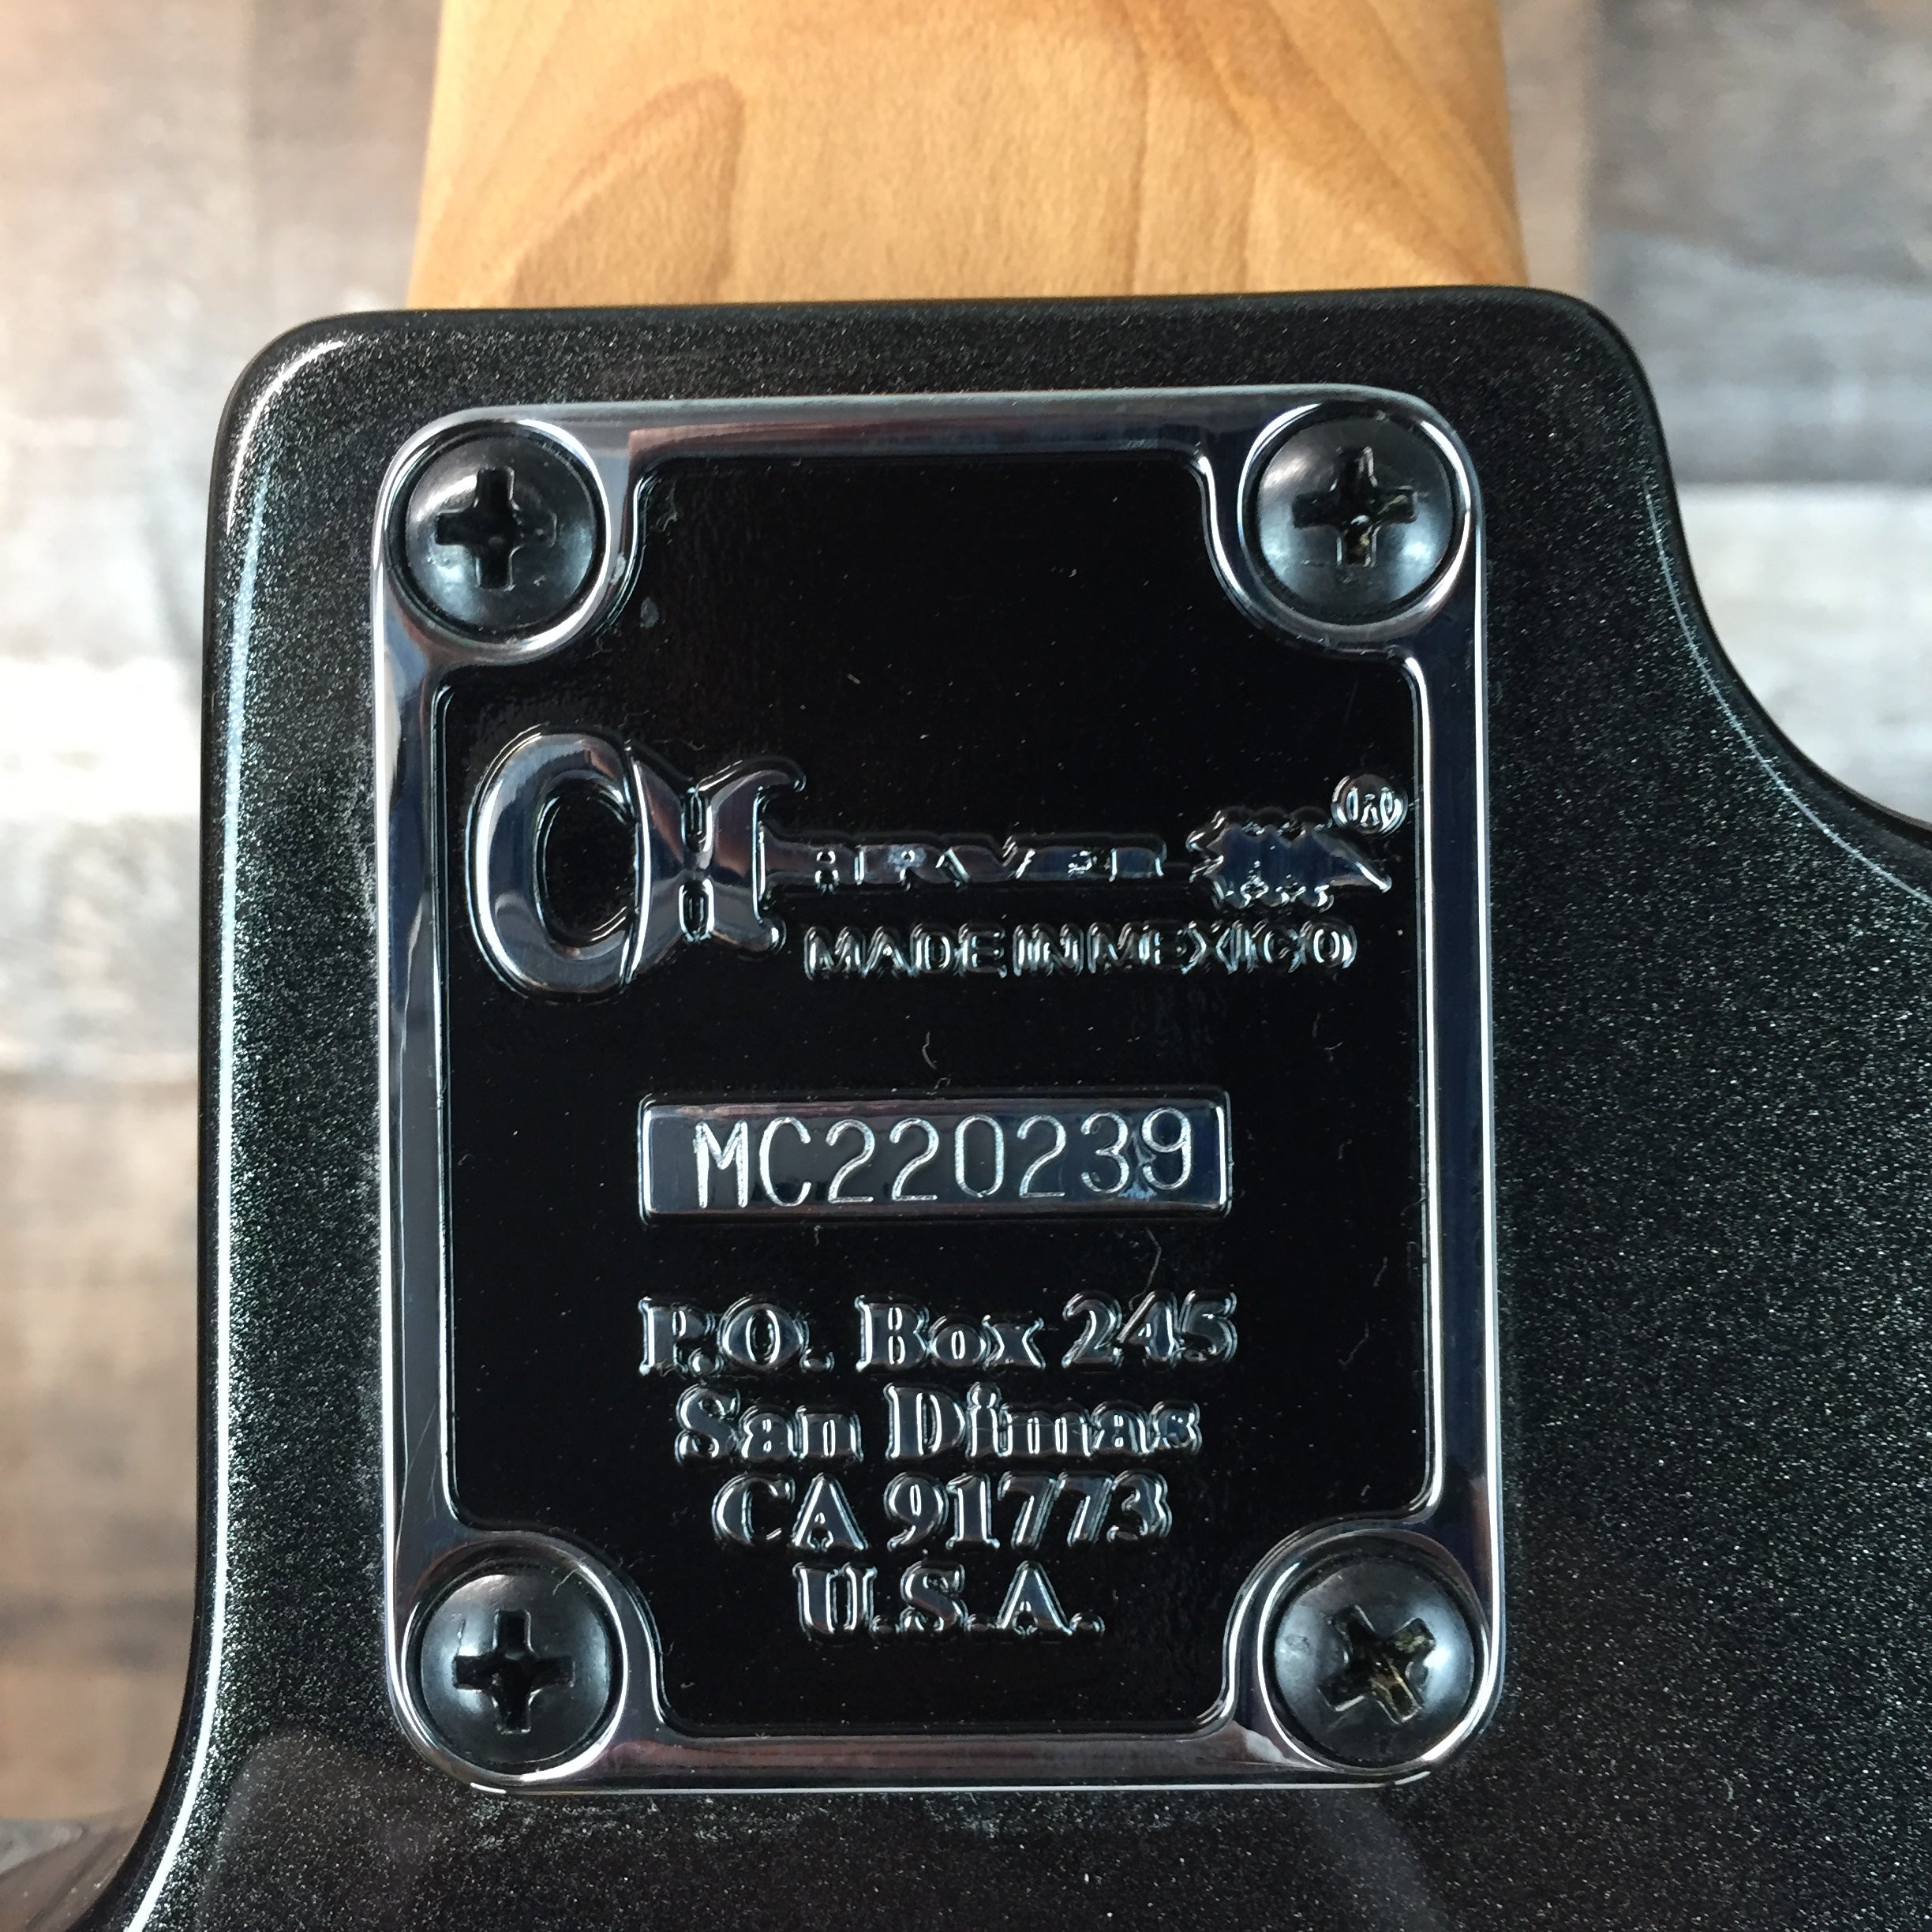 CHARVEL ®
MADE IN MEXICO
MC220239
P.O. Box 245
San Dimas
CA 91773
U.S.A.